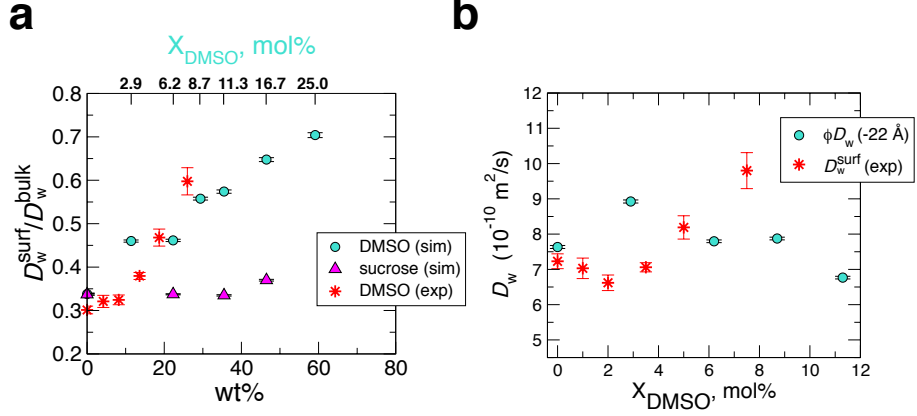 a
X_DMSO, mol%
2.9 6.2 8.7 11.3 16.7 25.0
0.8
0.7
0.6
0.5
0.4
0.3
0.2
D_w^surf/D_w^bulk
0 20 40 60 80
wt%
DMSO (sim)
sucrose (sim)
DMSO (exp)
b
11
10
9
8
7
6
5
D_w (10^-10 m^2/s)
0 2 4 6 8 10 12
X_DMSO, mol%
ϕD_w (-22 Å)
D_w^surf (exp)